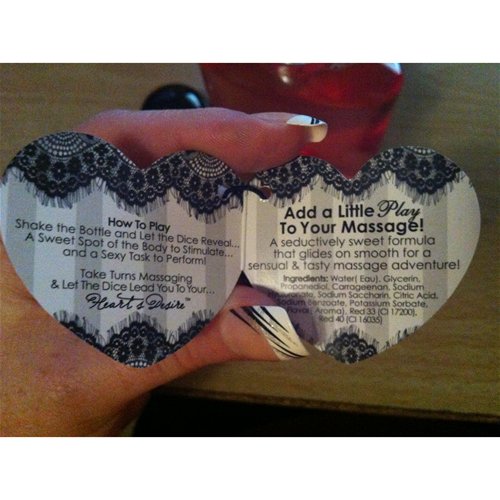 How To Play
Shake the Bottle and Let the Dice Reveal...
A Sweet Spot of the Body to Stimulate...
and a Sexy Task to Perform!
Take Turns Massaging
& Let The Dice Lead You To Your...
Heart's Desire™
Add a Little Play
To Your Massage!
A seductively sweet formula
that glides on smooth for a
sensual & tasty massage adventure!
Ingredients: Water( Eau), Glycerin,
Propanediol, Carrageenan, Sodium
Sodium Saccharin, Citric Acid,
Sodium Benzoate, Potassium Sorbate,
Aroma), Red 33 (CI 17200),
Red 40 (CI 16035)